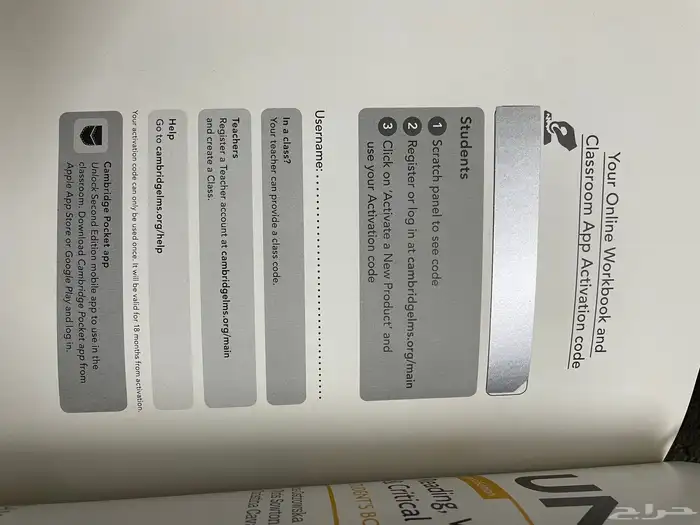 Your Online Workbook and
Classroom App Activation code
Students
1 Scratch panel to see code
2 Register or log in at cambridgelms.org/main
3 Click on 'Activate a New Product' and
use your Activation code
Username:
In a class?
Your teacher can provide a class code.
Teachers
Register a Teacher account at cambridgelms.org/main
and create a Class.
Help
Go to cambridgelms.org/help
Your activation code can only be used once. It will be valid for 18 months from activation.
Cambridge Pocket app
Unlock Second Edition mobile app to use in the
classroom. Download Cambridge Pocket app from
Apple App Store or Google Play and log in.
UN
Critical
حراج